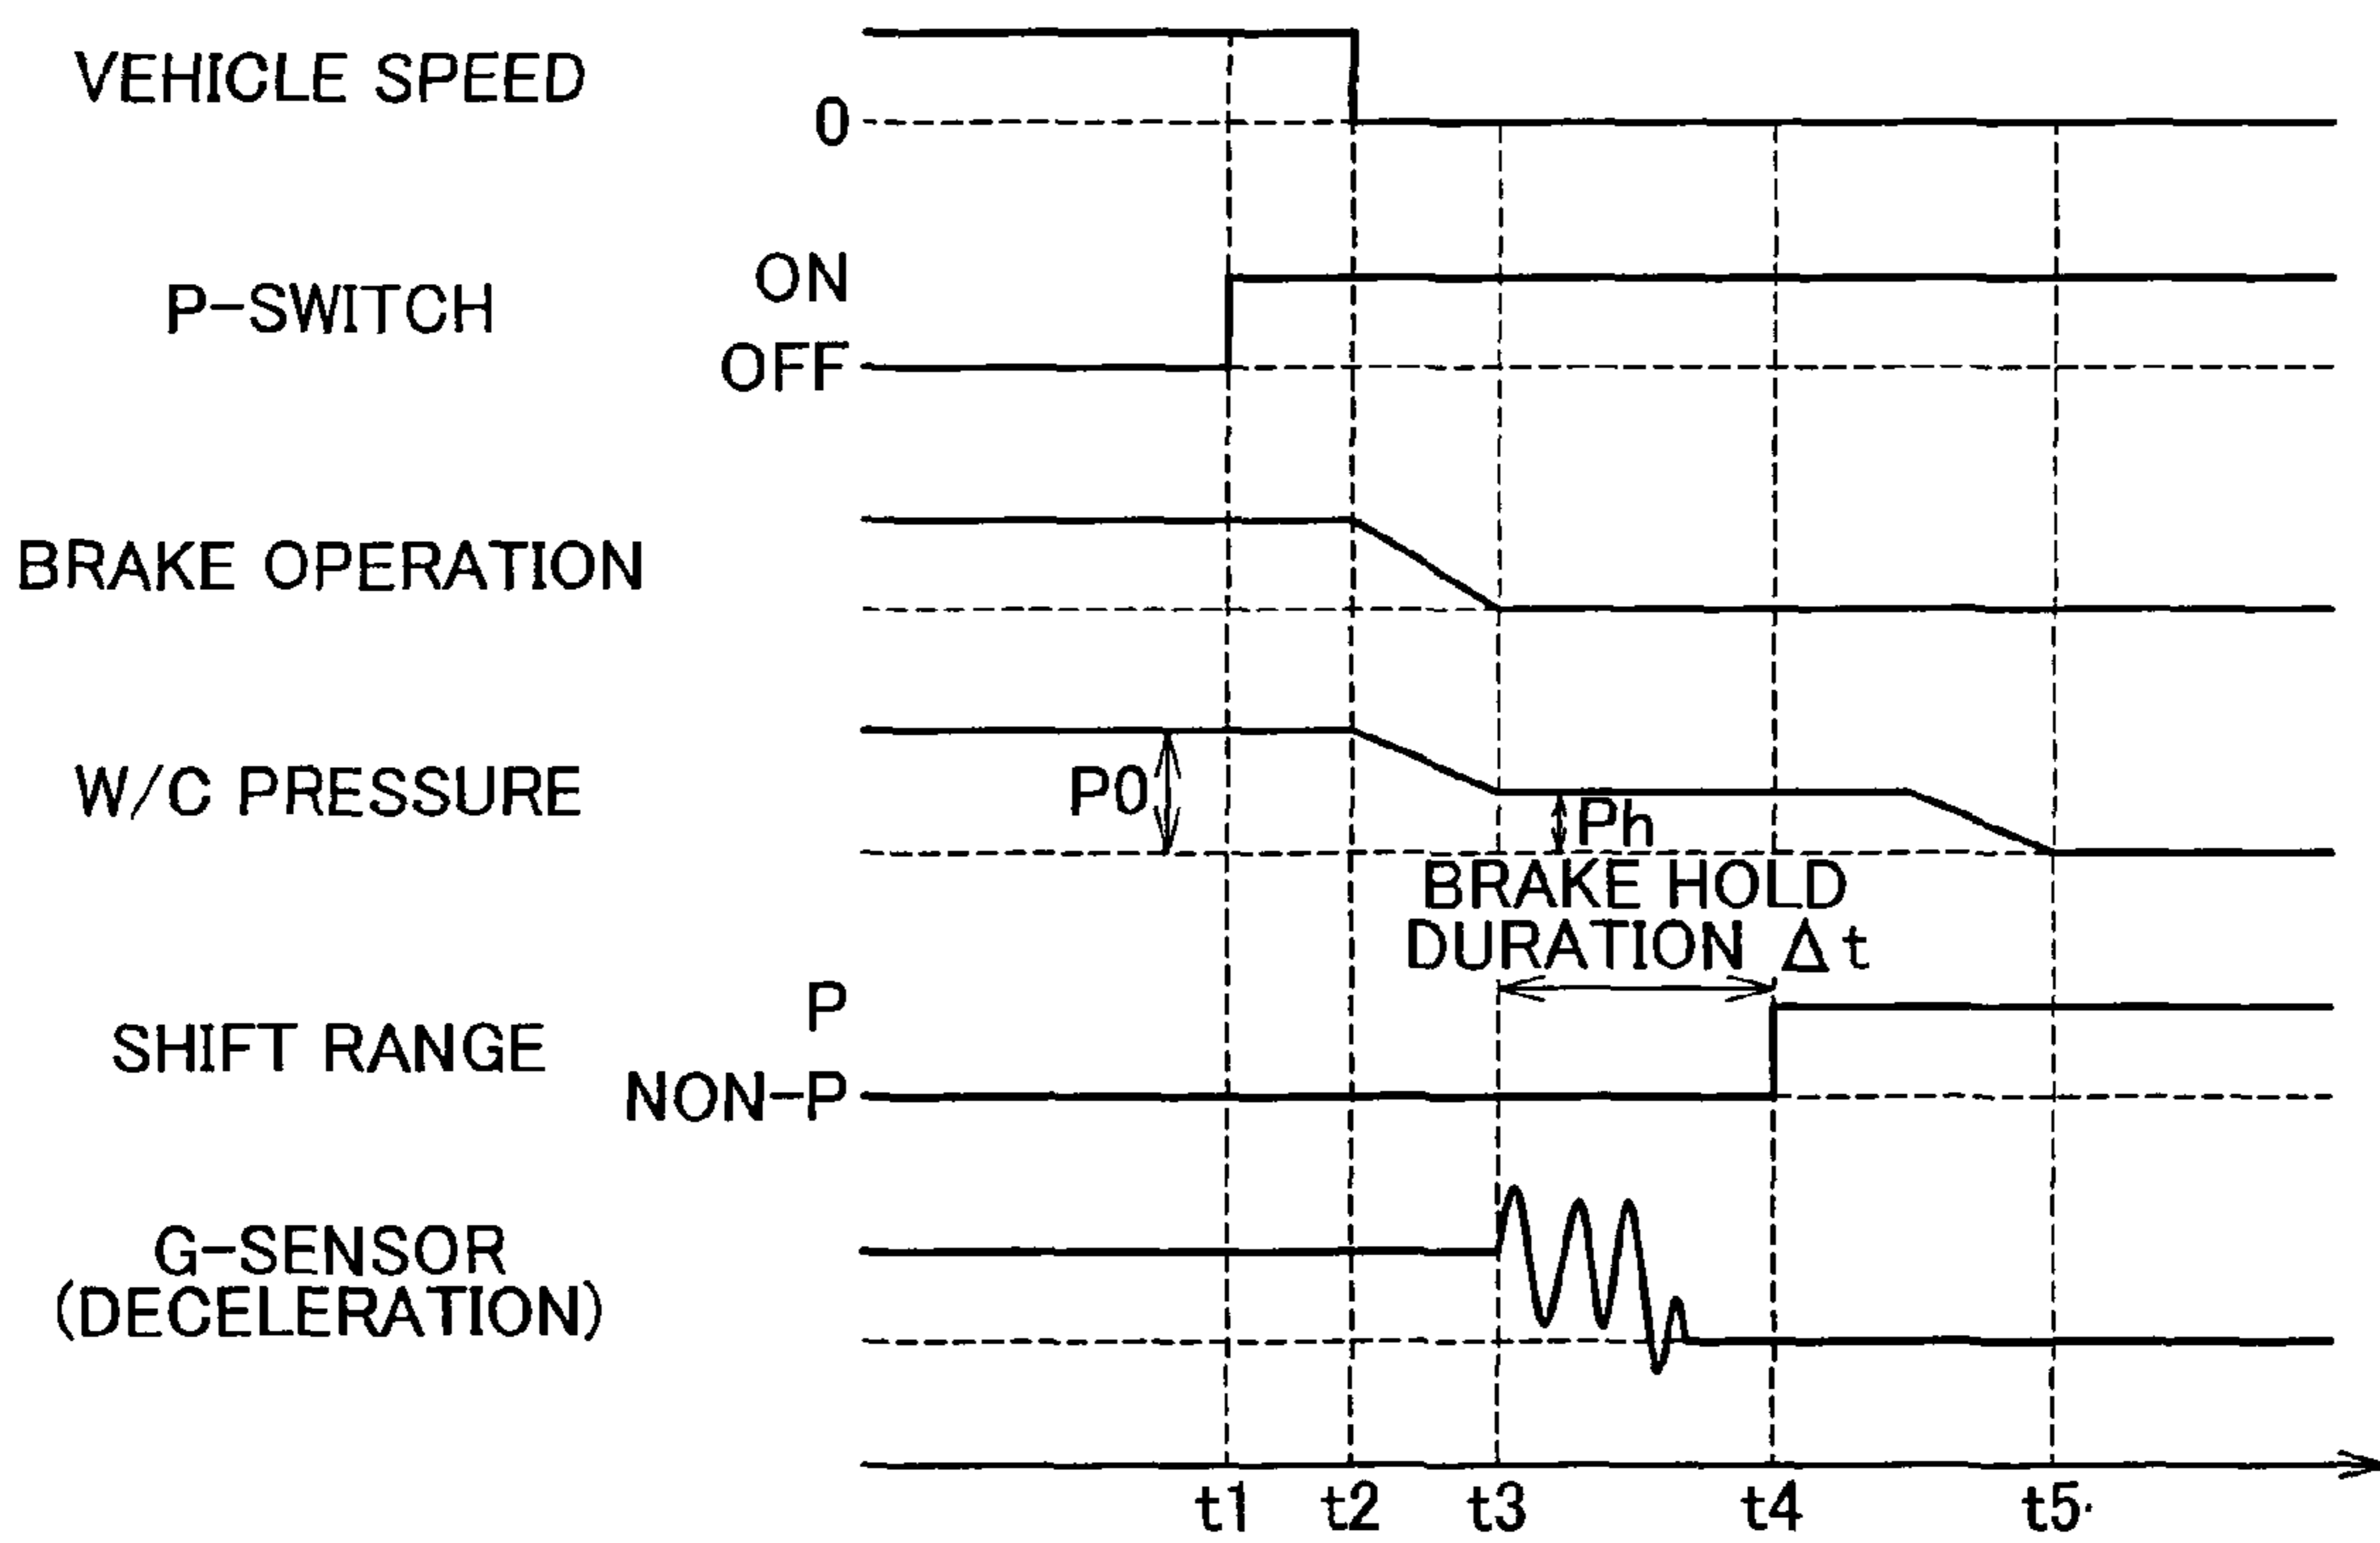 VEHICLE SPEED
0
P-SWITCH
ON
OFF
BRAKE OPERATION
W/C PRESSURE
P0
Ph
BRAKE HOLD
DURATION Δt
SHIFT RANGE
P
NON-P
G-SENSOR
(DECELERATION)
t1 t2 t3 t4 t5